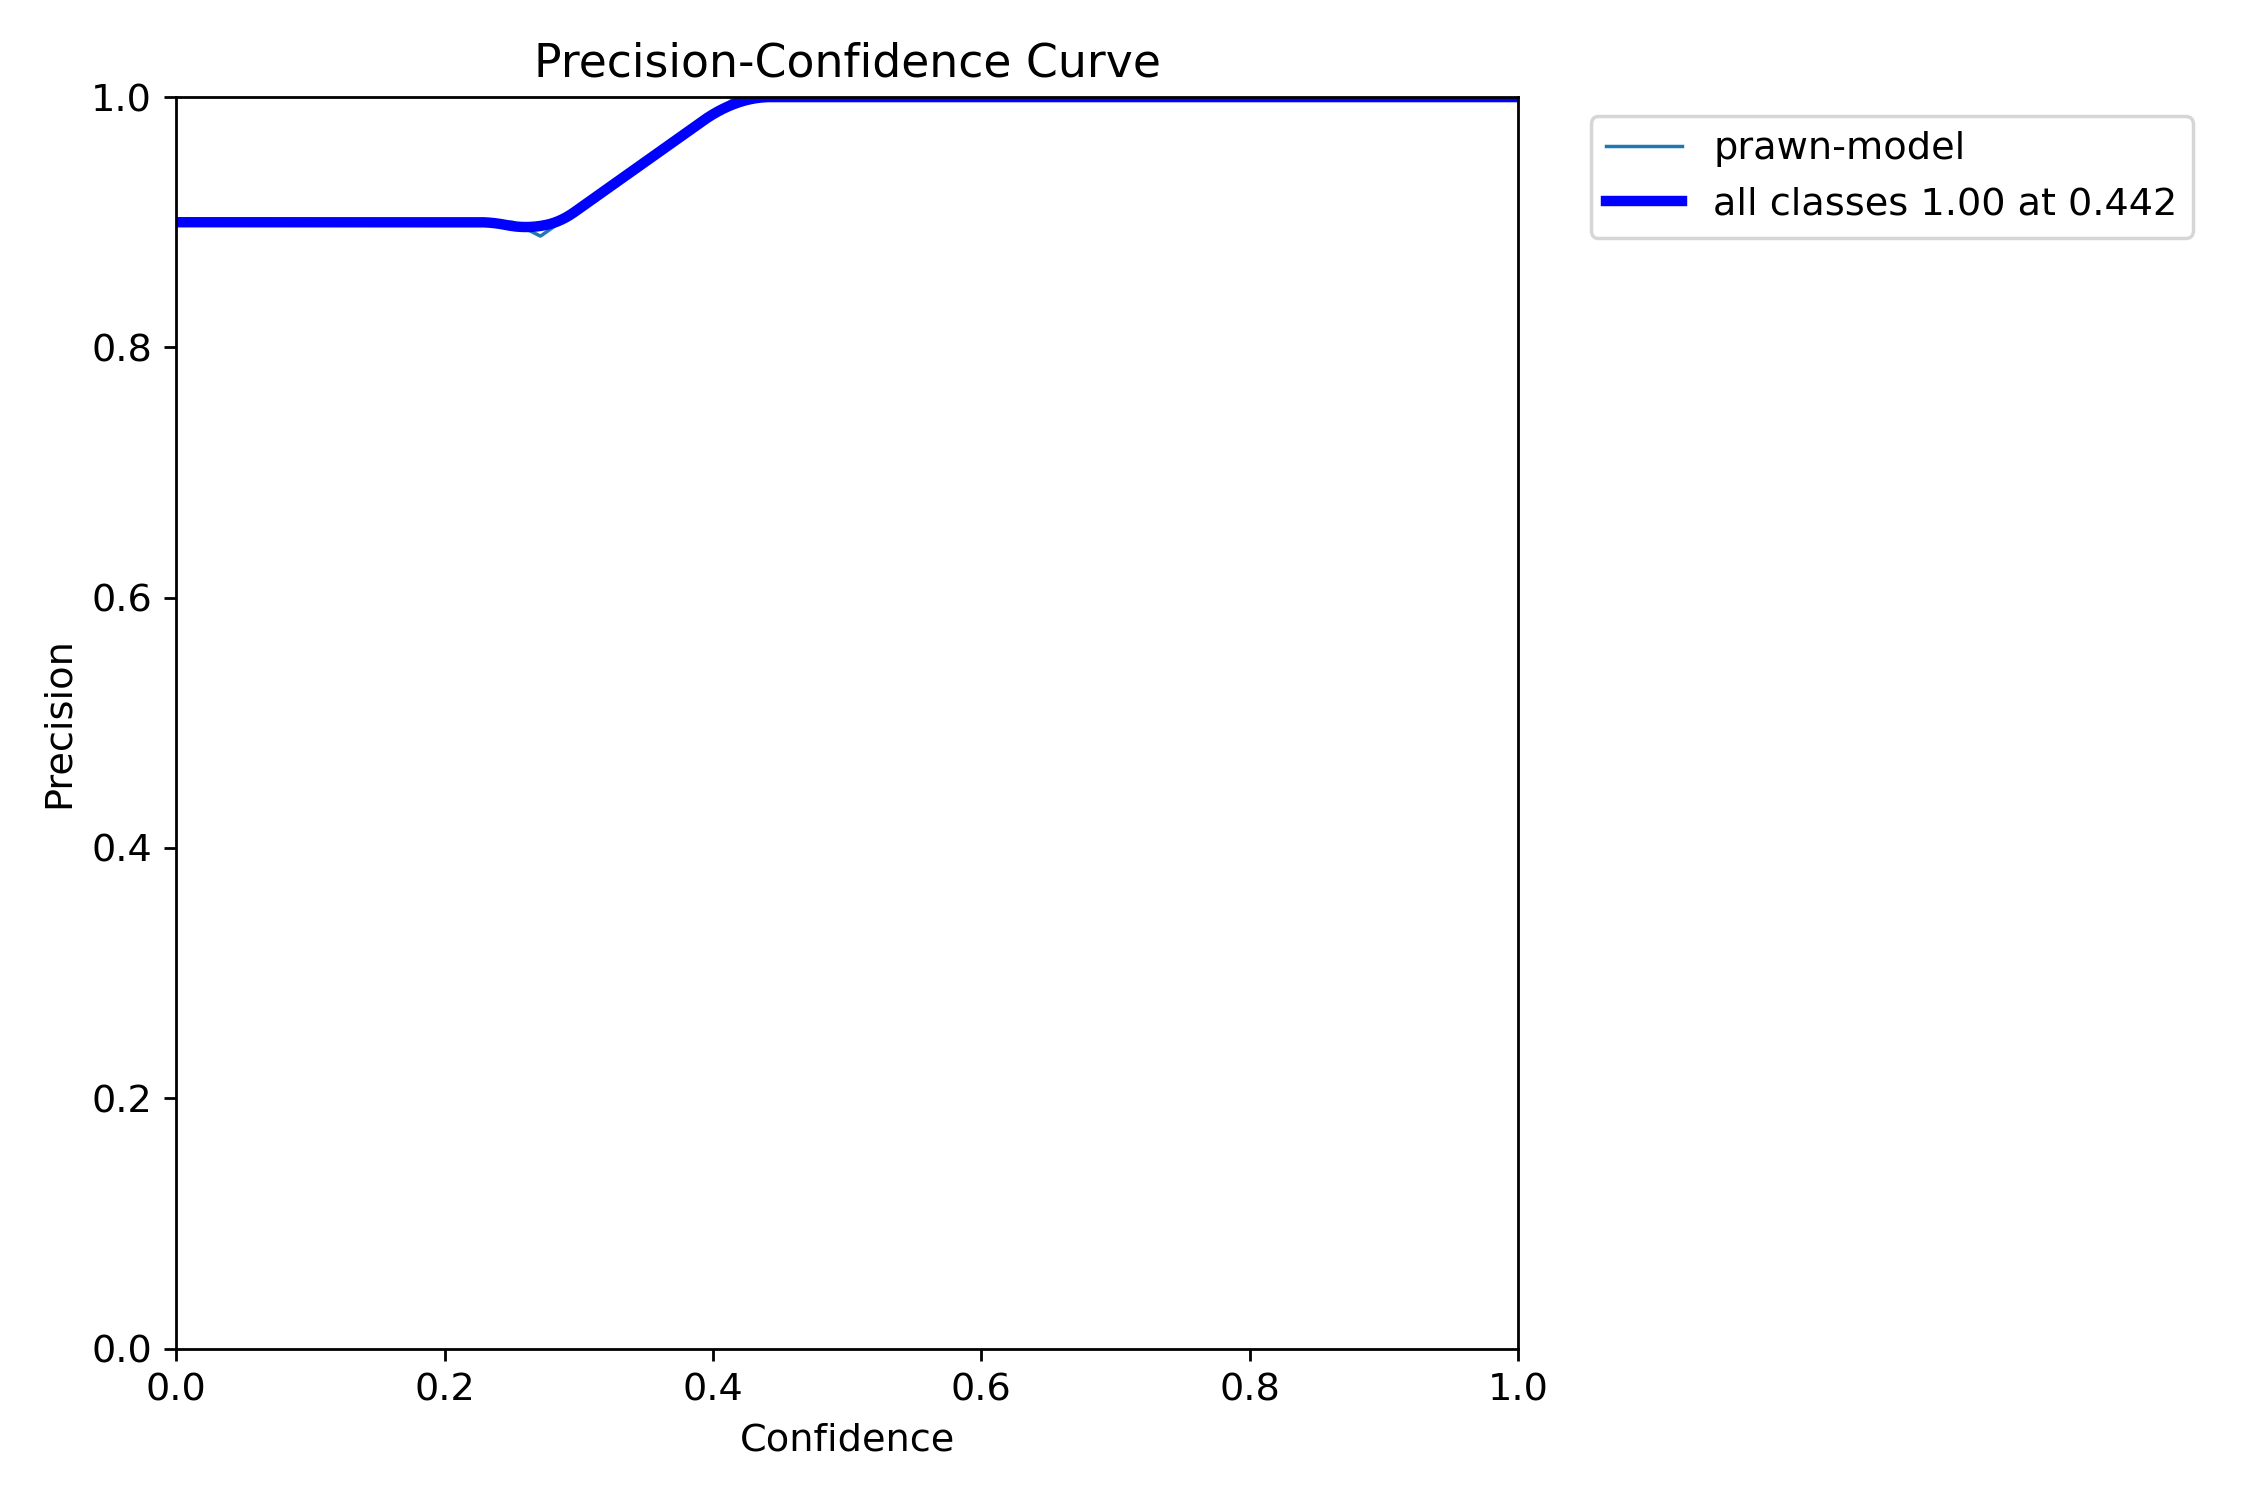 Precision-Confidence Curve
1.0
0.8
0.6
0.4
0.2
0.0
Precision
0.0 0.2 0.4 0.6 0.8 1.0
Confidence
prawn-model
all classes 1.00 at 0.442